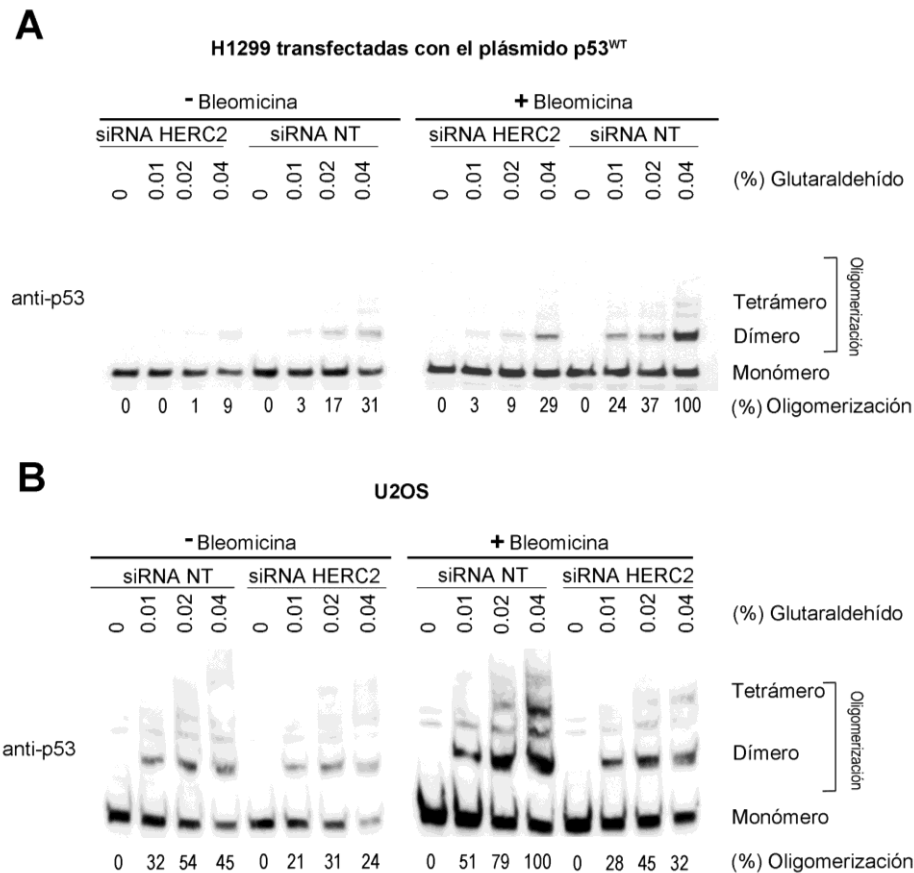 A
H1299 transfectadas con el plásmido p53WT
- Bleomicina + Bleomicina
siRNA HERC2 siRNA NT siRNA HERC2 siRNA NT
0 0.01 0.02 0.04 0 0.01 0.02 0.04 0 0.01 0.02 0.04 0 0.01 0.02 0.04 (%) Glutaraldehído
anti-p53
Oligomerización
Tetrámero
Dímero
Monómero
0 0 1 9 0 3 17 31 0 3 9 29 0 24 37 100 (%) Oligomerización
B
U2OS
- Bleomicina + Bleomicina
siRNA NT siRNA HERC2 siRNA NT siRNA HERC2
0 0.01 0.02 0.04 0 0.01 0.02 0.04 0 0.01 0.02 0.04 0 0.01 0.02 0.04 (%) Glutaraldehído
anti-p53
Oligomerización
Tetrámero
Dímero
Monómero
0 32 54 45 0 21 31 24 0 51 79 100 0 28 45 32 (%) Oligomerización